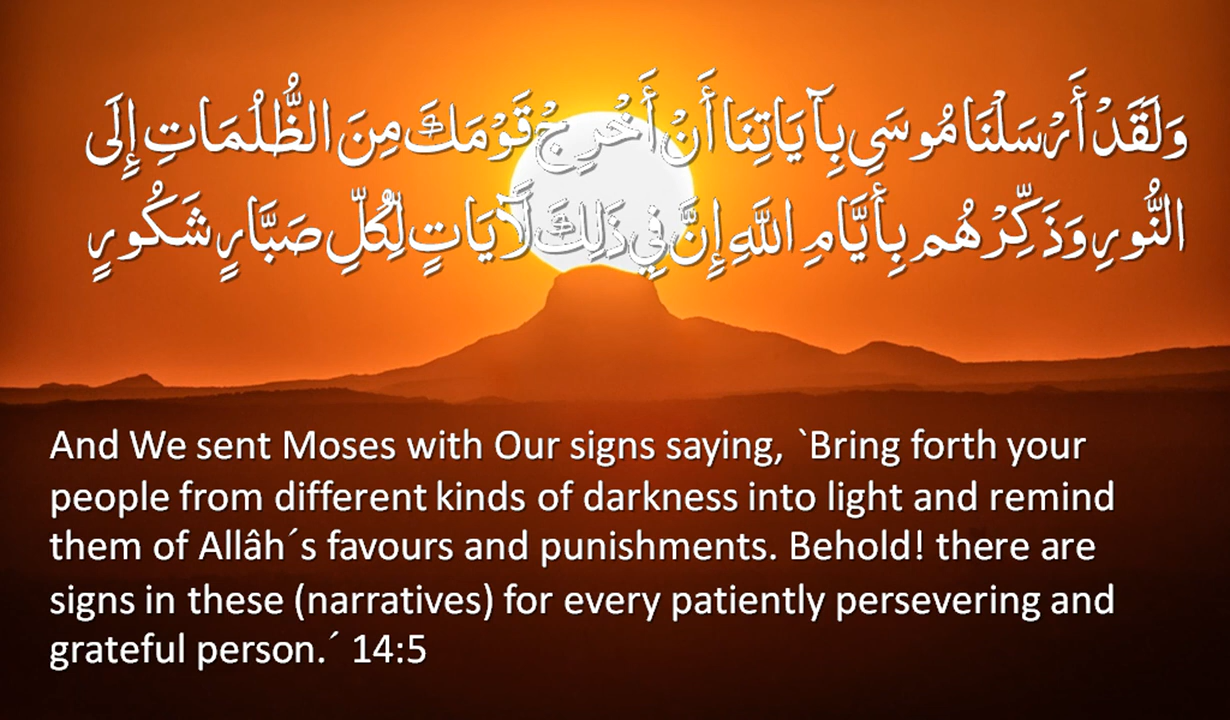 وَلَقَدْ أَرْسَلْنَا مُوسَي بِآيَاتِنَا أَنْ أَخْرِجْ قَوْمَكَ مِنَ الظُّلُمَاتِ إِلَى
النُّورِ وَذَكِّرْهُم بِأَيَّامِ اللَّهِ إِنَّ فِي ذَلِكَ لَآيَاتٍ لِّكُلِّ صَبَّارٍ شَكُورٍ
And We sent Moses with Our signs saying, `Bring forth your
people from different kinds of darkness into light and remind
them of Allâh´s favours and punishments. Behold! there are
signs in these (narratives) for every patiently persevering and
grateful person.´ 14:5